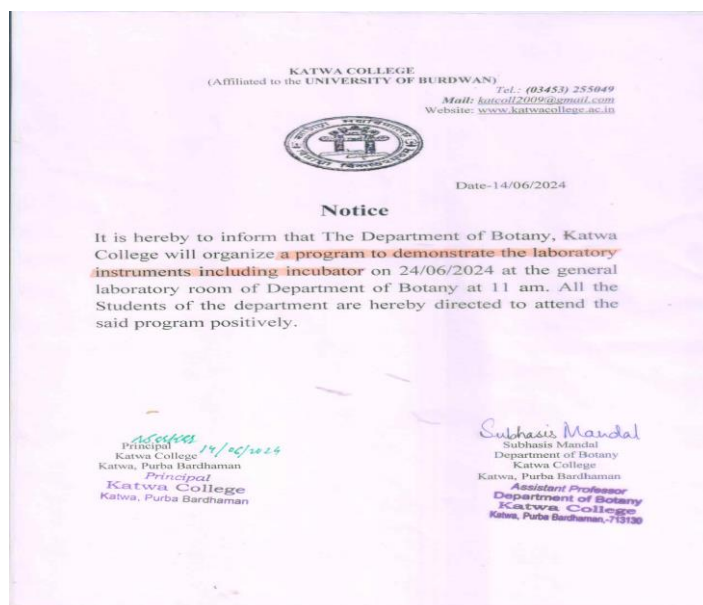 KATWA COLLEGE
(Affiliated to the UNIVERSITY OF BURDWAN)
Tel.: (03453) 255049
Mail: katcoll2009@gmail.com
Website: www.katwacollege.ac.in
Date-14/06/2024
Notice
It is hereby to inform that The Department of Botany, Katwa
College will organize a program to demonstrate the laboratory
instruments including incubator on 24/06/2024 at the general
laboratory room of Department of Botany at 11 am. All the
Students of the department are hereby directed to attend the
said program positively.
14/06/2024
Principal
Katwa College
Katwa, Purba Bardhaman
Principal
Katwa College
Katwa, Purba Bardhaman
Subhasis Mandal
Subhasis Mandal
Department of Botany
Katwa College
Katwa, Purba Bardhaman
Assistant Professor
Department of Botany
Katwa College
Katwa, Purba Bardhaman,-713130